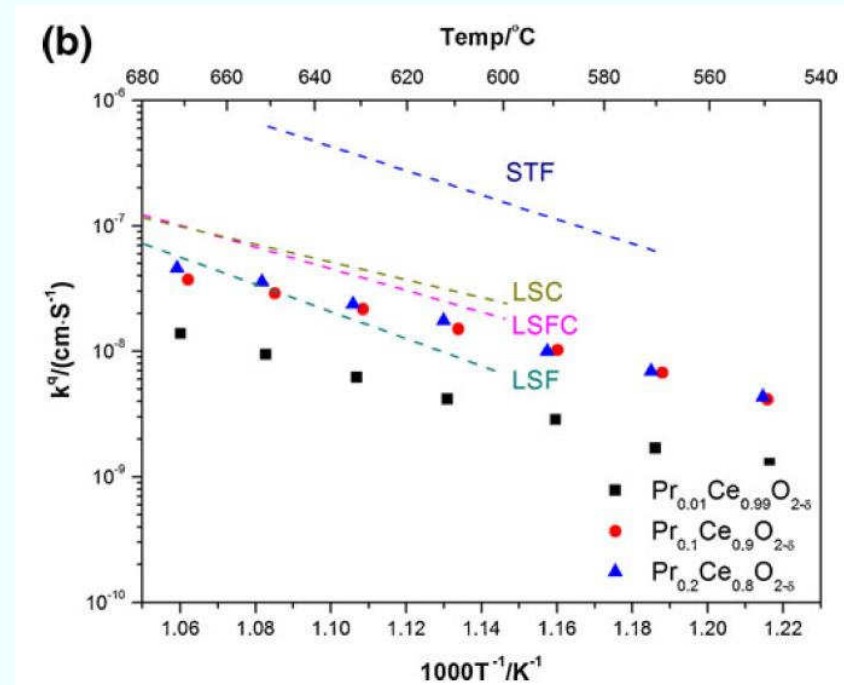 (b)
Temp/°C
680 660 640 620 600 580 560 540
10⁻⁶
10⁻⁷
10⁻⁸
10⁻⁹
10⁻¹⁰
k^q/(cm·S⁻¹)
STF
LSC
LSFC
LSF
Pr₀.₀₁Ce₀.₉₉O₂₋δ
Pr₀.₁Ce₀.₉O₂₋δ
Pr₀.₂Ce₀.₈O₂₋δ
1.06 1.08 1.10 1.12 1.14 1.16 1.18 1.20 1.22
1000T⁻¹/K⁻¹